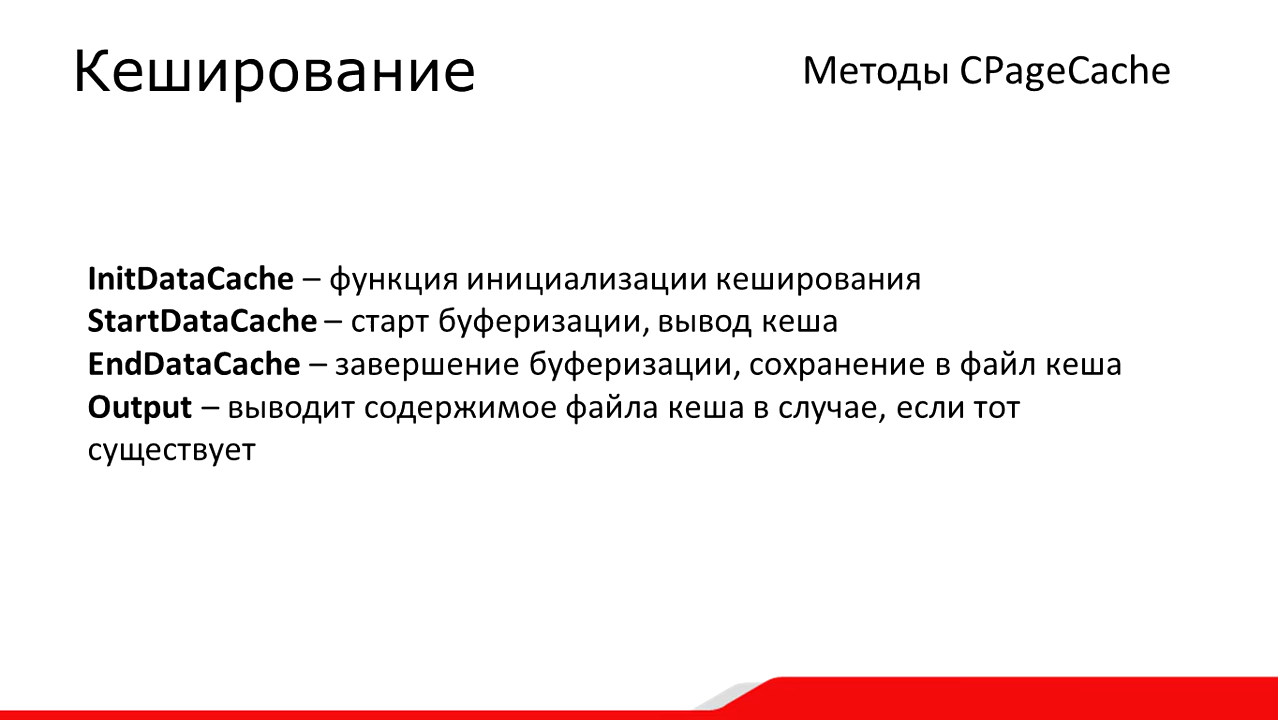 Кеширование
Методы CPageCache
InitDataCache – функция инициализации кеширования
StartDataCache – старт буферизации, вывод кеша
EndDataCache – завершение буферизации, сохранение в файл кеша
Output – выводит содержимое файла кеша в случае, если тот
существует